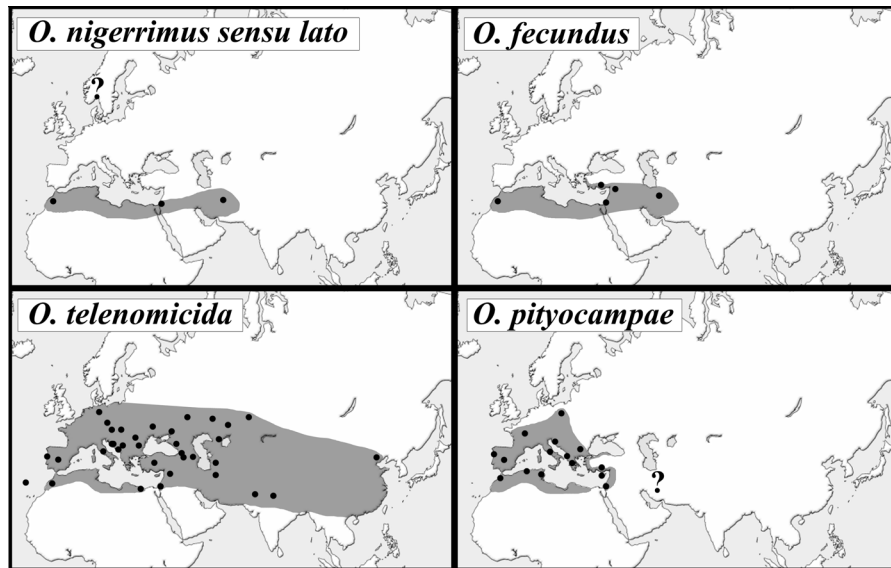 O. nigerrimus sensu lato
?
O. fecundus
O. telenomicida
O. pityocampae
?